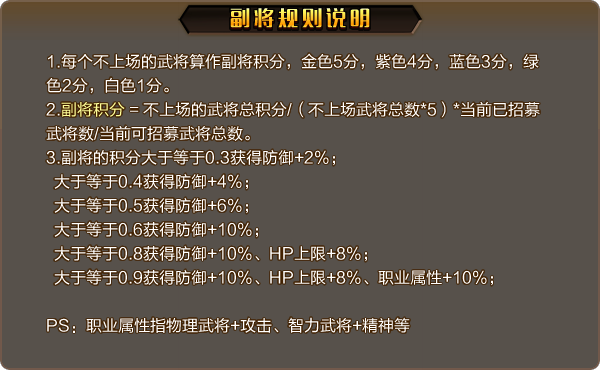 副将规则说明
1.每个不上场的武将算作副将积分，金色5分，紫色4分，蓝色3分，绿
色2分，白色1分。
2.副将积分＝不上场的武将总积分/（不上场武将总数*5）*当前已招募
武将数/当前可招募武将总数。
3.副将的积分大于等于0.3获得防御+2%；
大于等于0.4获得防御+4%；
大于等于0.5获得防御+6%；
大于等于0.6获得防御+10%；
大于等于0.8获得防御+10%、HP上限+8%；
大于等于0.9获得防御+10%、HP上限+8%、职业属性+10%；
PS：职业属性指物理武将+攻击、智力武将+精神等